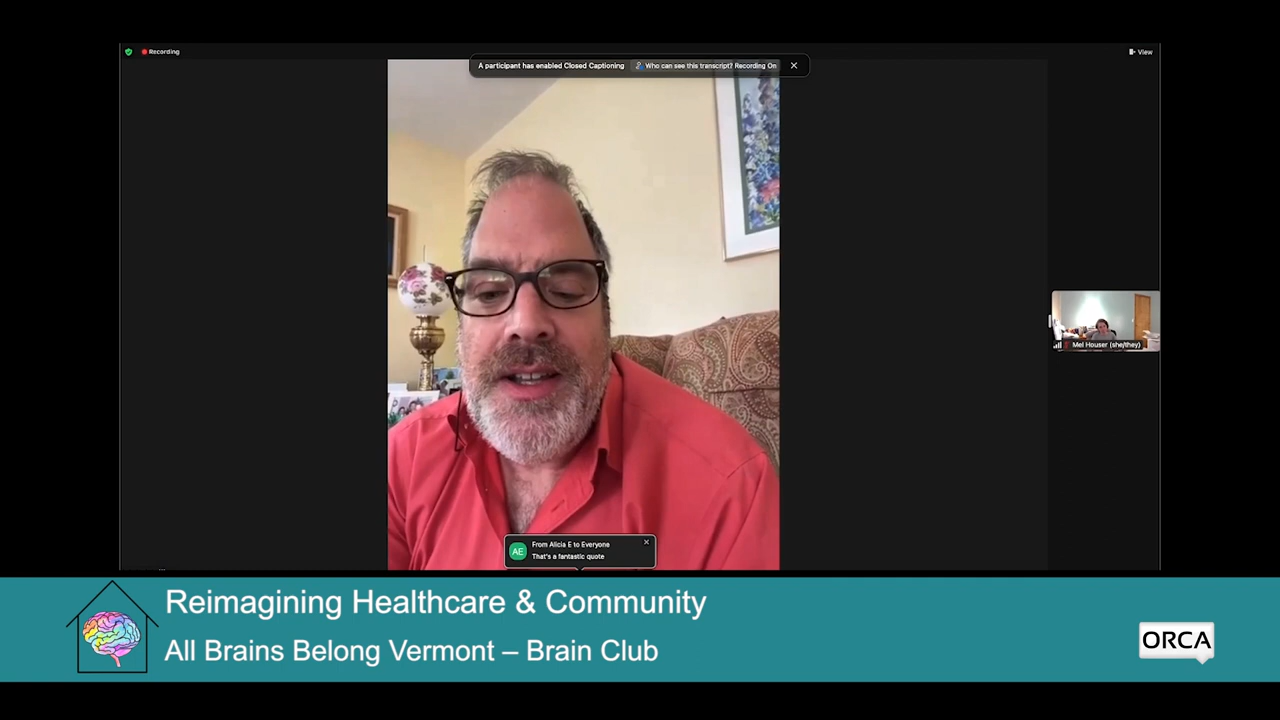 Recording
View
A participant has enabled Closed Captioning Who can see this transcript? Recording On
Mel Houser (she/they)
AE
From Alicia E to Everyone
That's a fantastic quote
Reimagining Healthcare & Community
All Brains Belong Vermont – Brain Club
ORCA